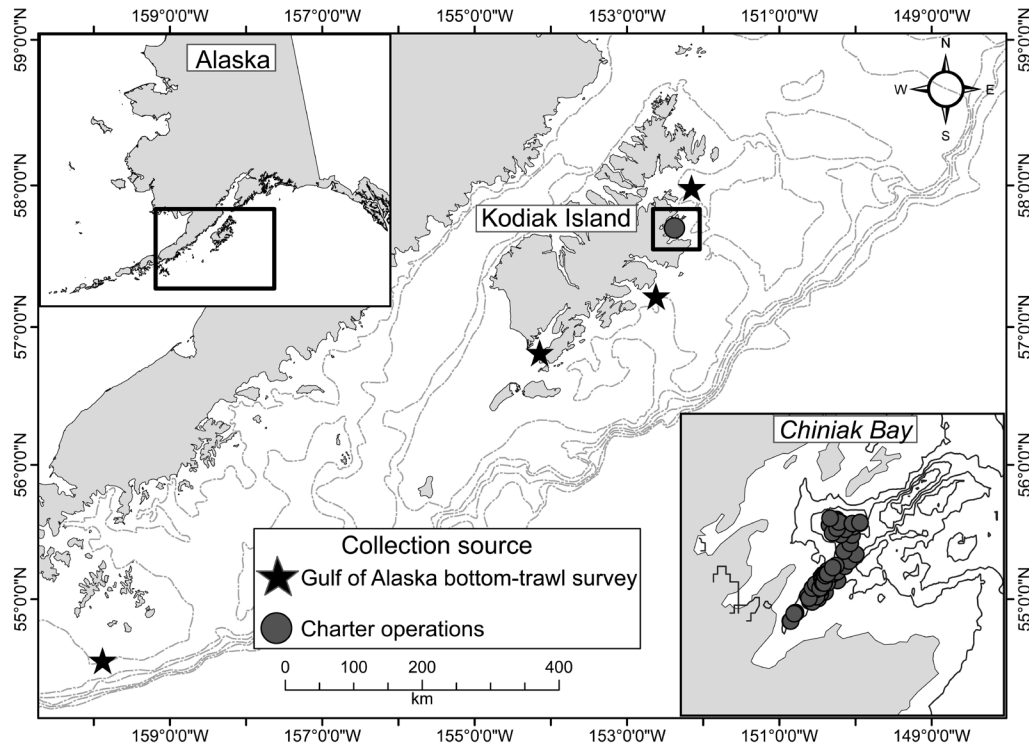 159°0'0"W 157°0'0"W 155°0'0"W 153°0'0"W 151°0'0"W 149°0'0"W
59°0'0"N
59°0'0"N
Alaska
N
W E
S
58°0'0"N
58°0'0"N
Kodiak Island
57°0'0"N
57°0'0"N
Chiniak Bay
56°0'0"N
56°0'0"N
1
Collection source
Gulf of Alaska bottom-trawl survey
Charter operations
55°0'0"N
55°0'0"N
0 100 200 400
km
159°0'0"W 157°0'0"W 155°0'0"W 153°0'0"W 151°0'0"W 149°0'0"W